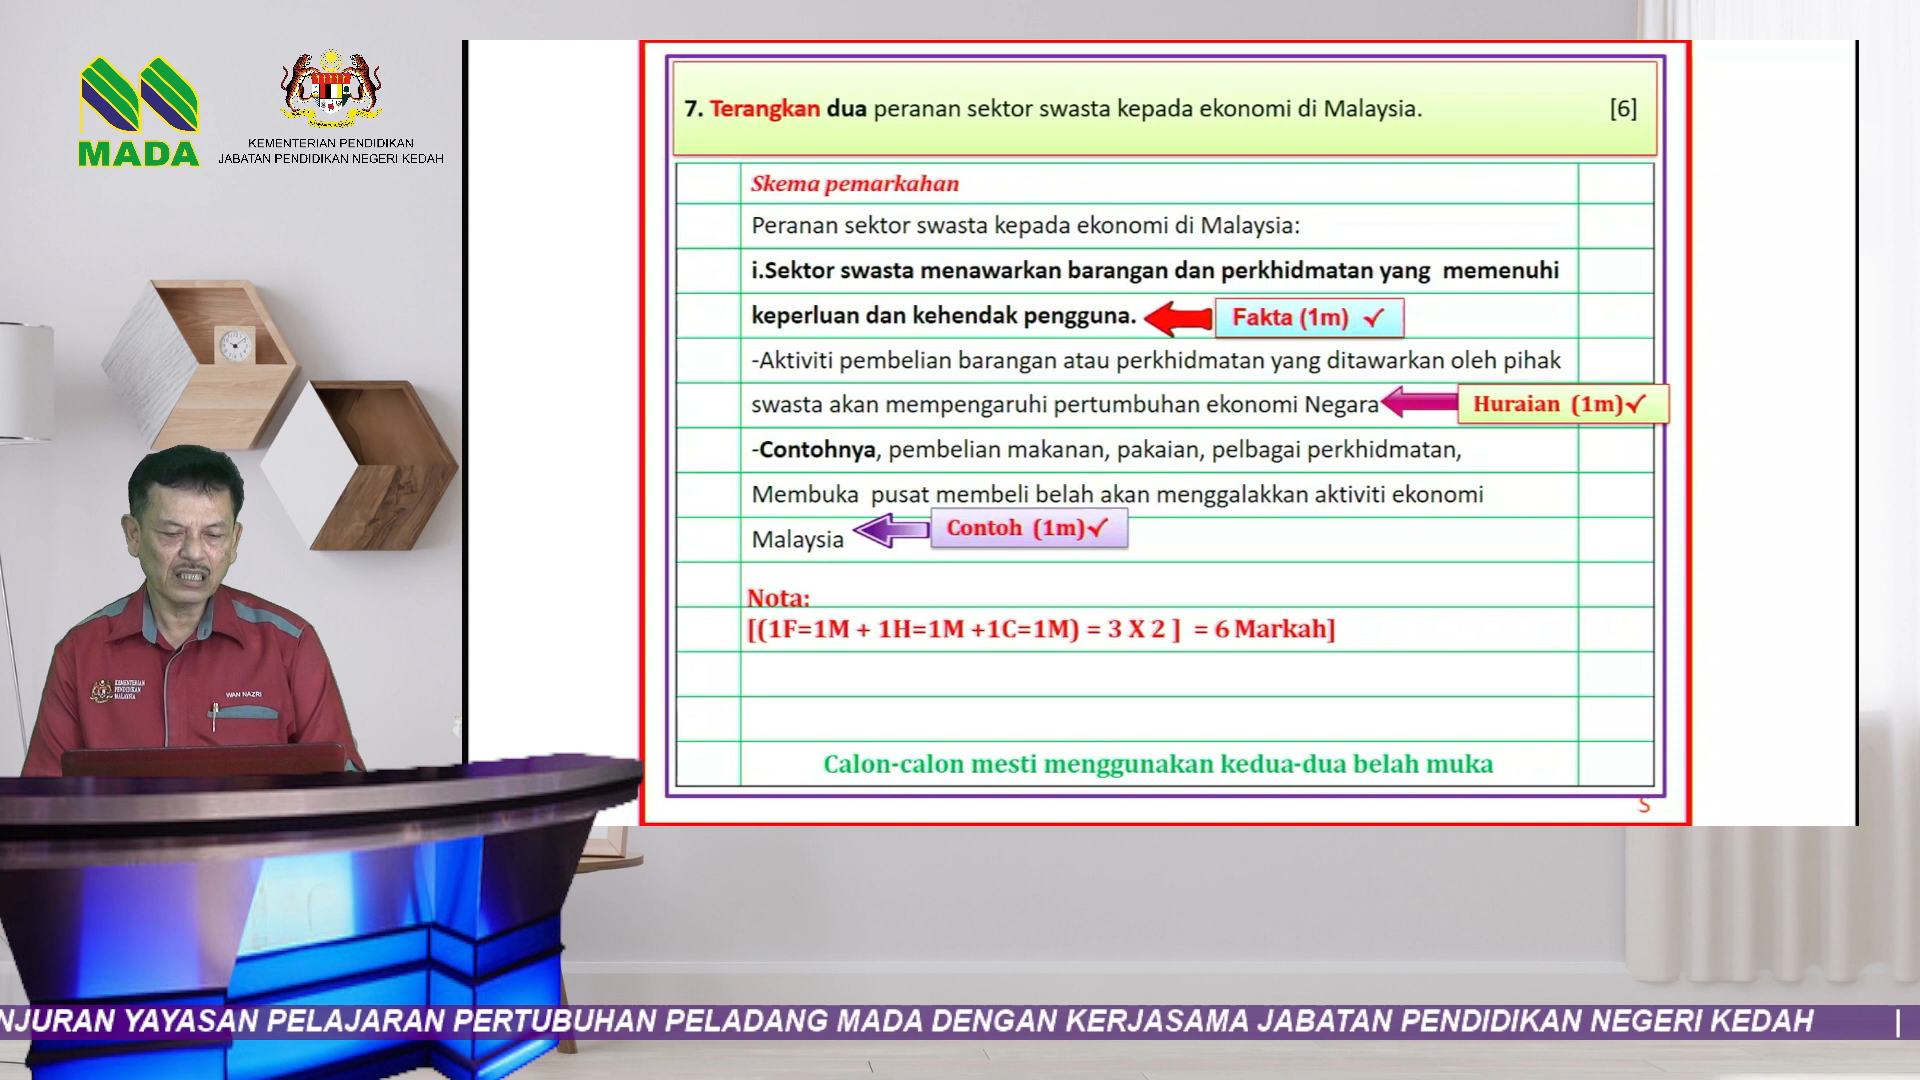 MADA
KEMENTERIAN PENDIDIKAN
JABATAN PENDIDIKAN NEGERI KEDAH
7. Terangkan dua peranan sektor swasta kepada ekonomi di Malaysia. [6]
Skema pemarkahan
Peranan sektor swasta kepada ekonomi di Malaysia:
i.Sektor swasta menawarkan barangan dan perkhidmatan yang memenuhi
keperluan dan kehendak pengguna.
Fakta (1m) ✓
-Aktiviti pembelian barangan atau perkhidmatan yang ditawarkan oleh pihak
swasta akan mempengaruhi pertumbuhan ekonomi Negara
Huraian (1m)✓
-Contohnya, pembelian makanan, pakaian, pelbagai perkhidmatan,
Membuka pusat membeli belah akan menggalakkan aktiviti ekonomi
Malaysia
Contoh (1m)✓
Nota:
[(1F=1M + 1H=1M +1C=1M) = 3 X 2 ] = 6 Markah]
Calon-calon mesti menggunakan kedua-dua belah muka
S
KEMENTERIAN
PENDIDIKAN
MALAYSIA
WAN NAZRI
NJURAN YAYASAN PELAJARAN PERTUBUHAN PELADANG MADA DENGAN KERJASAMA JABATAN PENDIDIKAN NEGERI KEDAH |